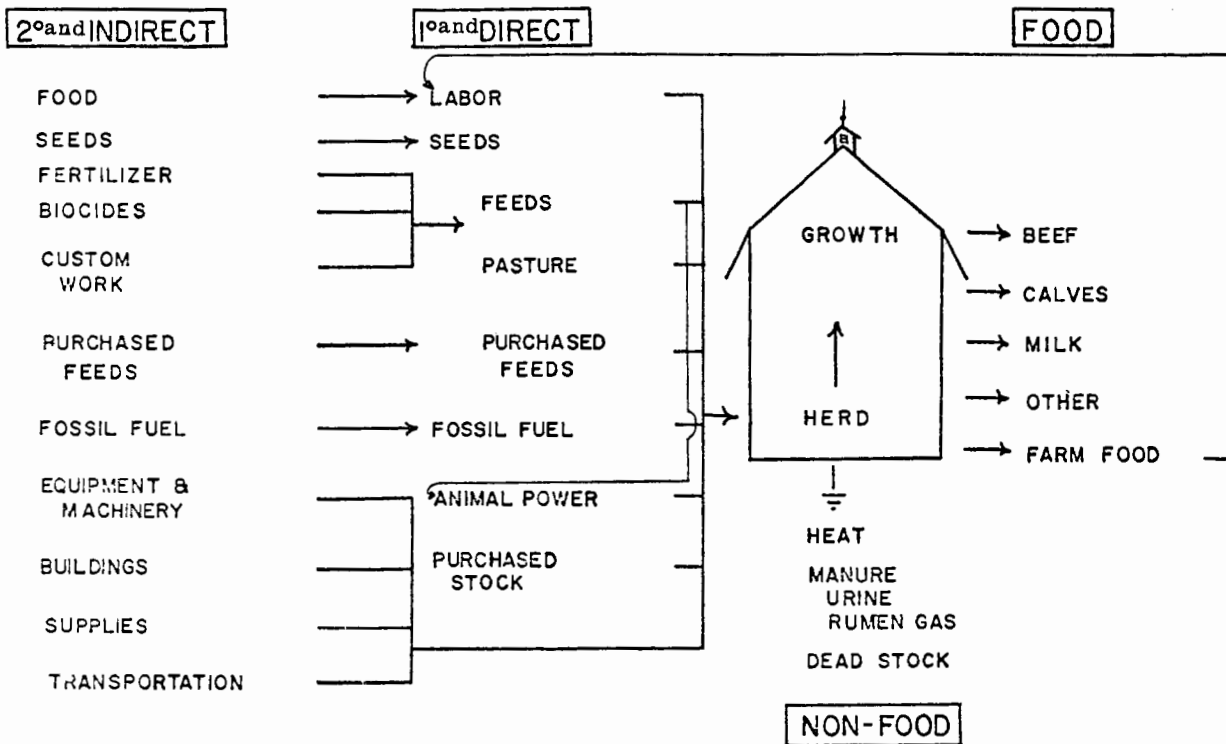 2° and INDIRECT
FOOD
SEEDS
FERTILIZER
BIOCIDES
CUSTOM
WORK
PURCHASED
FEEDS
FOSSIL FUEL
EQUIPMENT &
MACHINERY
BUILDINGS
SUPPLIES
TRANSPORTATION
1° and DIRECT
LABOR
SEEDS
FEEDS
PASTURE
PURCHASED
FEEDS
FOSSIL FUEL
ANIMAL POWER
PURCHASED
STOCK
GROWTH
HERD
HEAT
MANURE
URINE
RUMEN GAS
DEAD STOCK
NON-FOOD
FOOD
BEEF
CALVES
MILK
OTHER
FARM FOOD